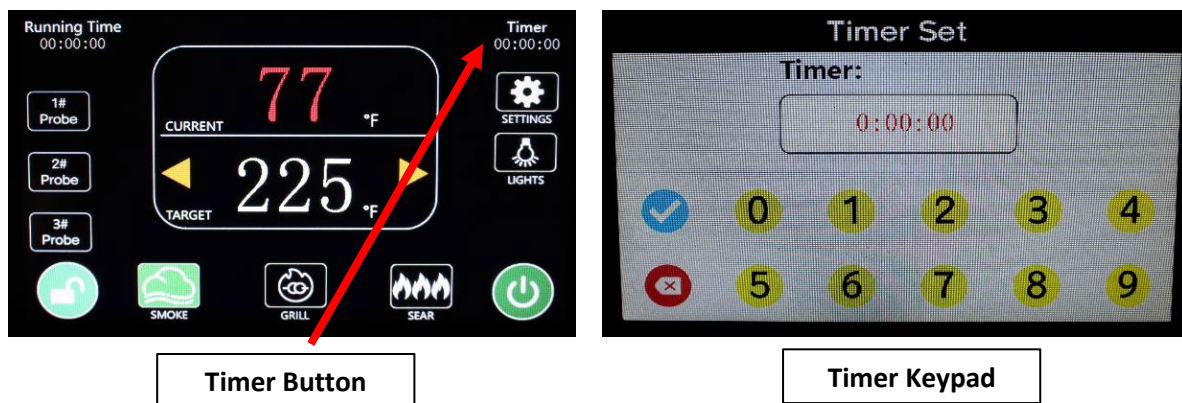 Running Time
00:00:00
Timer
00:00:00
1#
Probe
2#
Probe
3#
Probe
77 °F
CURRENT
225 °F
TARGET
SETTINGS
LIGHTS
SMOKE
GRILL
SEAR
Timer Button
Timer Set
Timer:
0:00:00
0 1 2 3 4
5 6 7 8 9
Timer Keypad